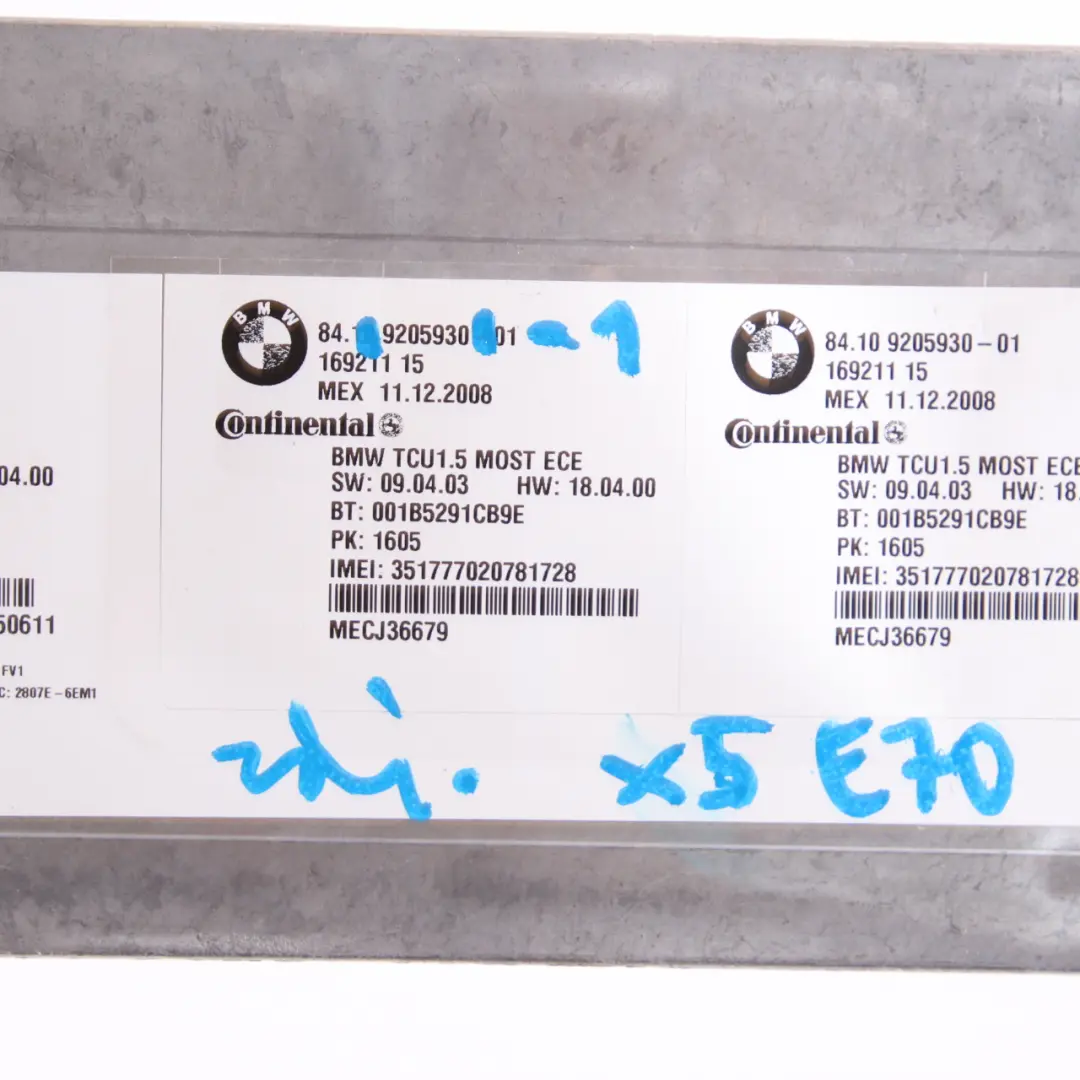 04.00
50611
FV1
C: 2807E-6EM1
BMW
84.10 9205930-01
-1
169211 15
MEX 11.12.2008
Continental
BMW TCU1.5 MOST ECE
SW: 09.04.03 HW: 18.04.00
BT: 001B5291CB9E
PK: 1605
IMEI: 351777020781728
MECJ36679
BMW
84.10 9205930-01
169211 15
MEX 11.12.2008
Continental
BMW TCU1.5 MOST ECE
SW: 09.04.03 HW: 18.
BT: 001B5291CB9E
PK: 1605
IMEI: 351777020781728
MECJ36679
zdj. X5 E70